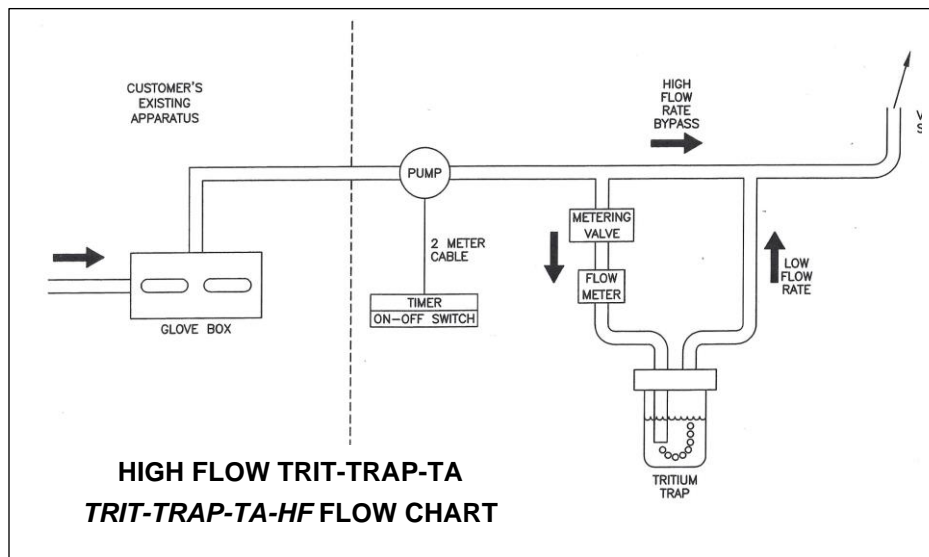 CUSTOMER'S
EXISTING
APPARATUS
HIGH
FLOW
RATE
BYPASS
PUMP
METERING
VALVE
2 METER
CABLE
FLOW
METER
LOW
FLOW
RATE
TIMER
ON-OFF SWITCH
GLOVE BOX
TRITIUM
TRAP
HIGH FLOW TRIT-TRAP-TA
TRIT-TRAP-TA-HF FLOW CHART